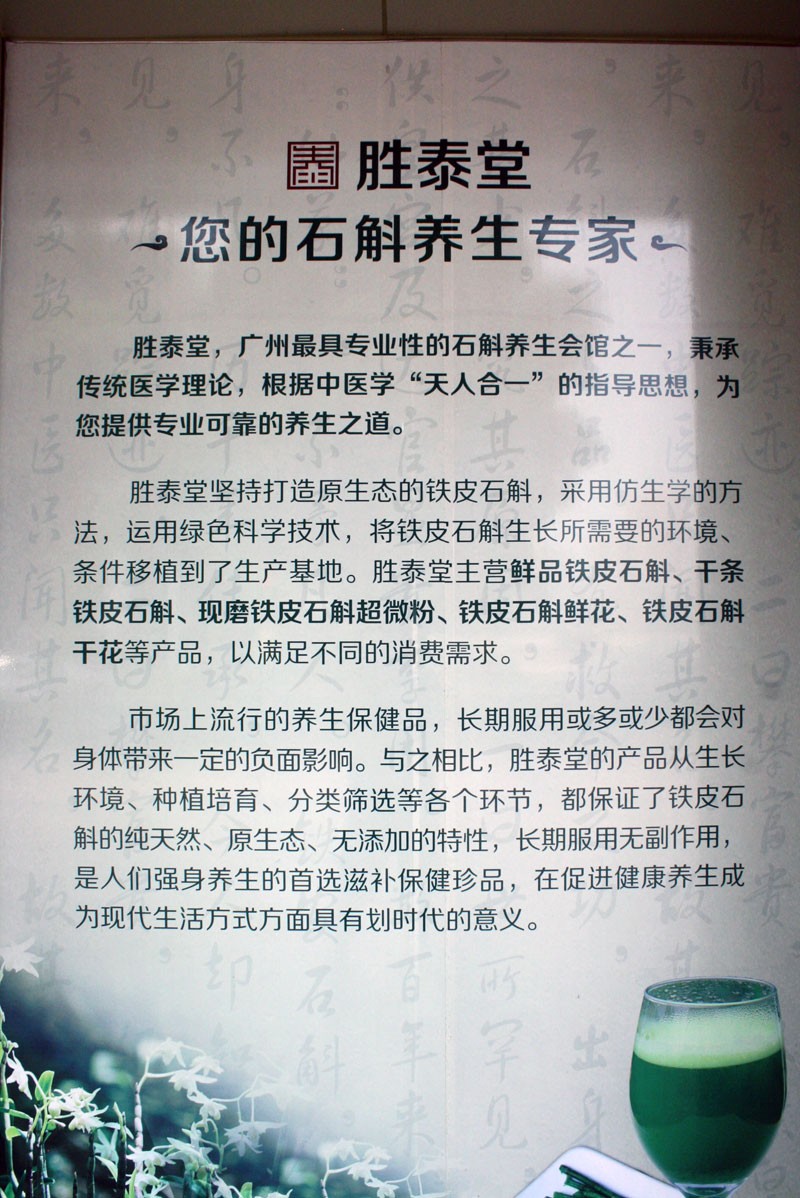 胜泰堂
您的石斛养生专家
胜泰堂，广州最具专业性的石斛养生会馆之一，秉承
传统医学理论，根据中医学“天人合一”的指导思想，为
您提供专业可靠的养生之道。
胜泰堂坚持打造原生态的铁皮石斛，采用仿生学的方
法，运用绿色科学技术，将铁皮石斛生长所需要的环境、
条件移植到了生产基地。胜泰堂主营鲜品铁皮石斛、干条
铁皮石斛、现磨铁皮石斛超微粉、铁皮石斛鲜花、铁皮石斛
干花等产品，以满足不同的消费需求。
市场上流行的养生保健品，长期服用或多或少都会对
身体带来一定的负面影响。与之相比，胜泰堂的产品从生长
环境、种植培育、分类筛选等各个环节，都保证了铁皮石
斛的纯天然、原生态、无添加的特性，长期服用无副作用，
是人们强身养生的首选滋补保健珍品，在促进健康养生成
为现代生活方式方面具有划时代的意义。